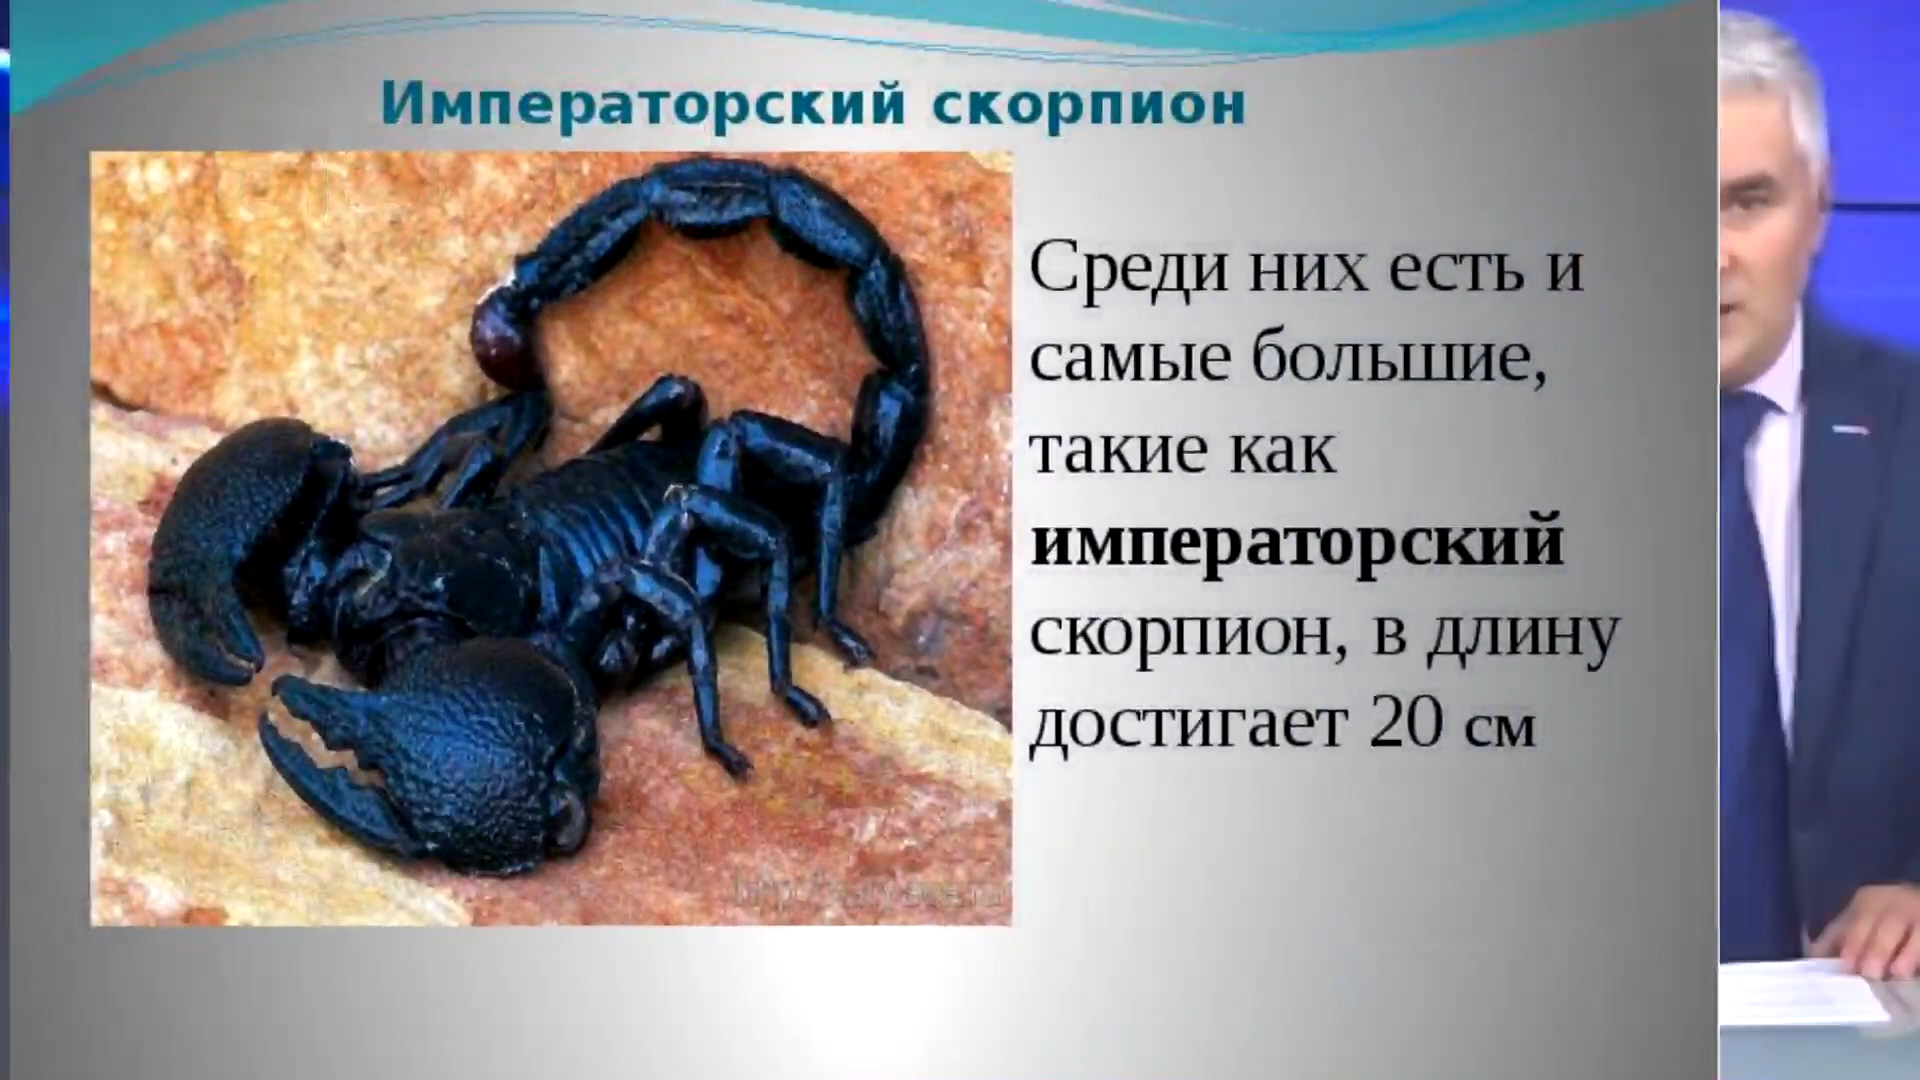 Императорский скорпион
Среди них есть и
самые большие,
такие как
императорский
скорпион, в длину
достигает 20 см